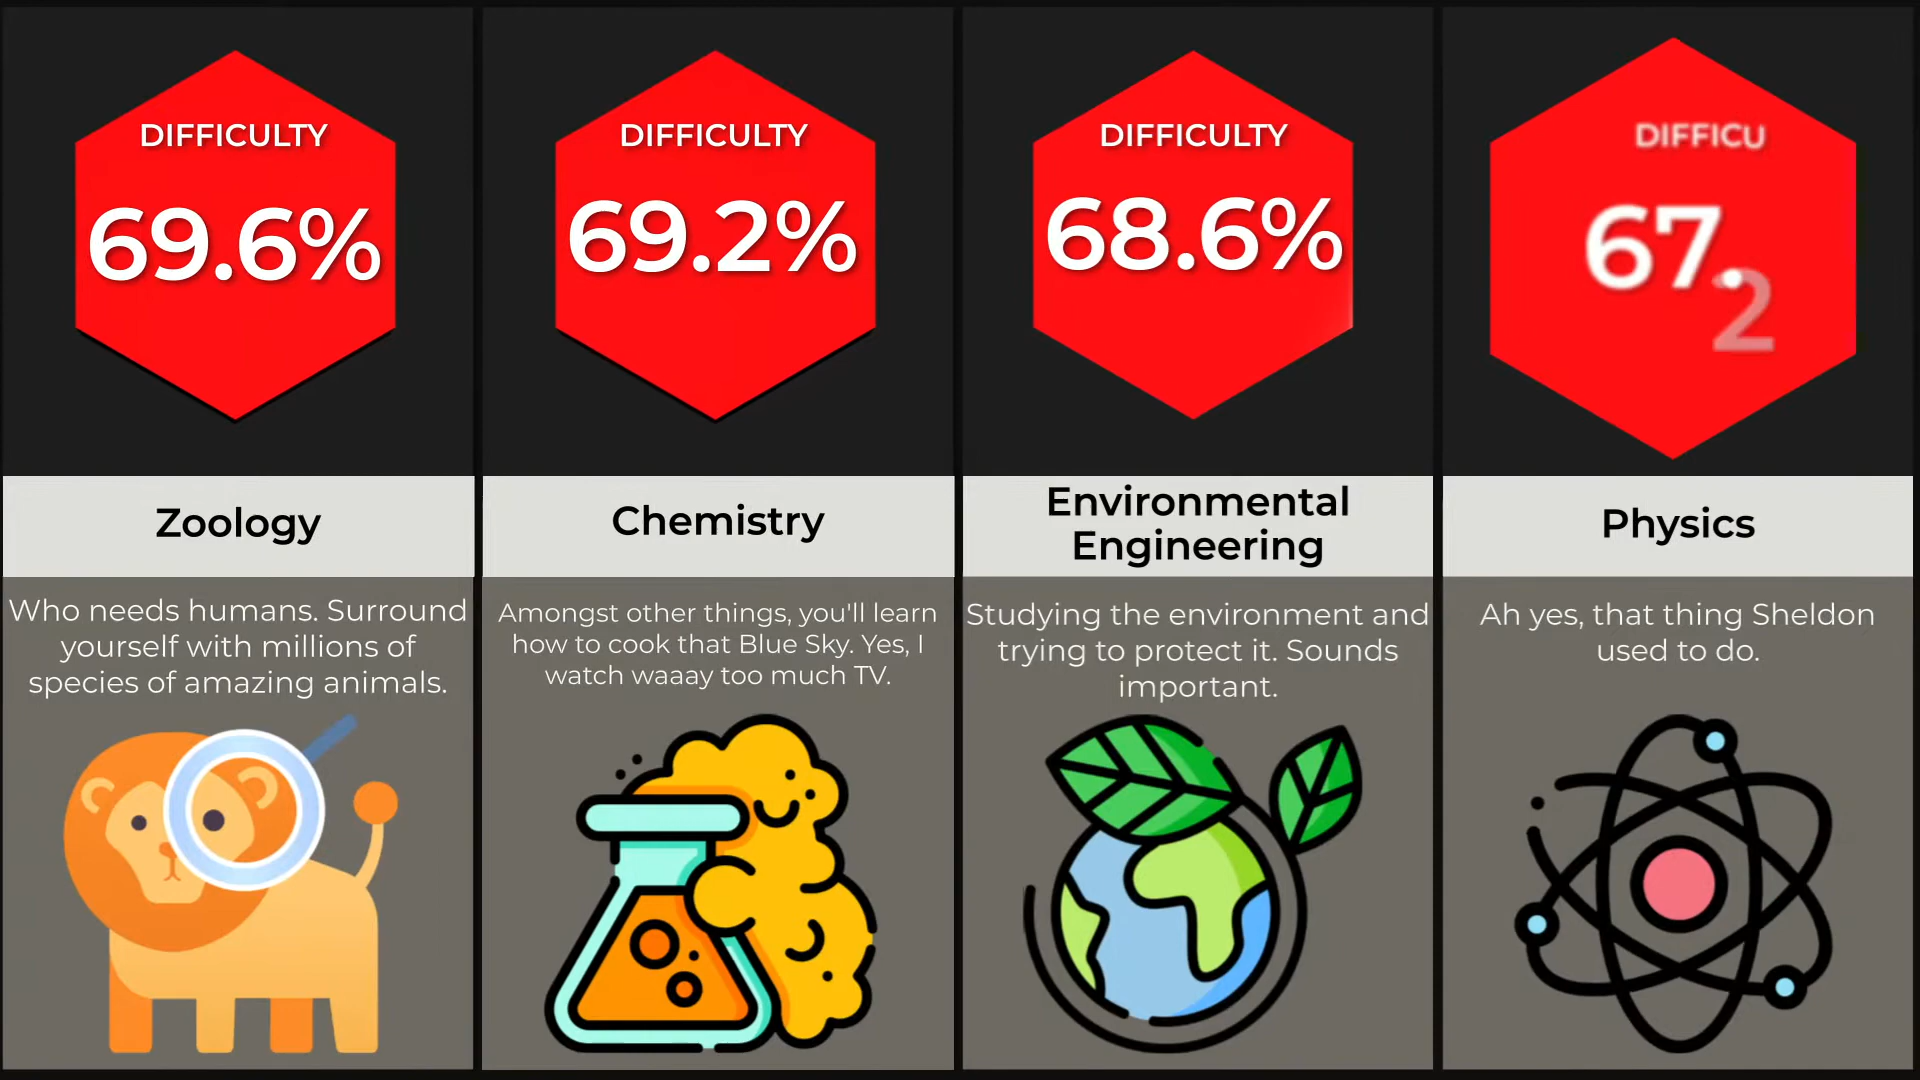 DIFFICULTY
69.6%
Zoology
Who needs humans. Surround
yourself with millions of
species of amazing animals.
DIFFICULTY
69.2%
Chemistry
Amongst other things, you'll learn
how to cook that Blue Sky. Yes, I
watch waaay too much TV.
DIFFICULTY
68.6%
Environmental
Engineering
Studying the environment and
trying to protect it. Sounds
important.
DIFFICU
67.2
Physics
Ah yes, that thing Sheldon
used to do.